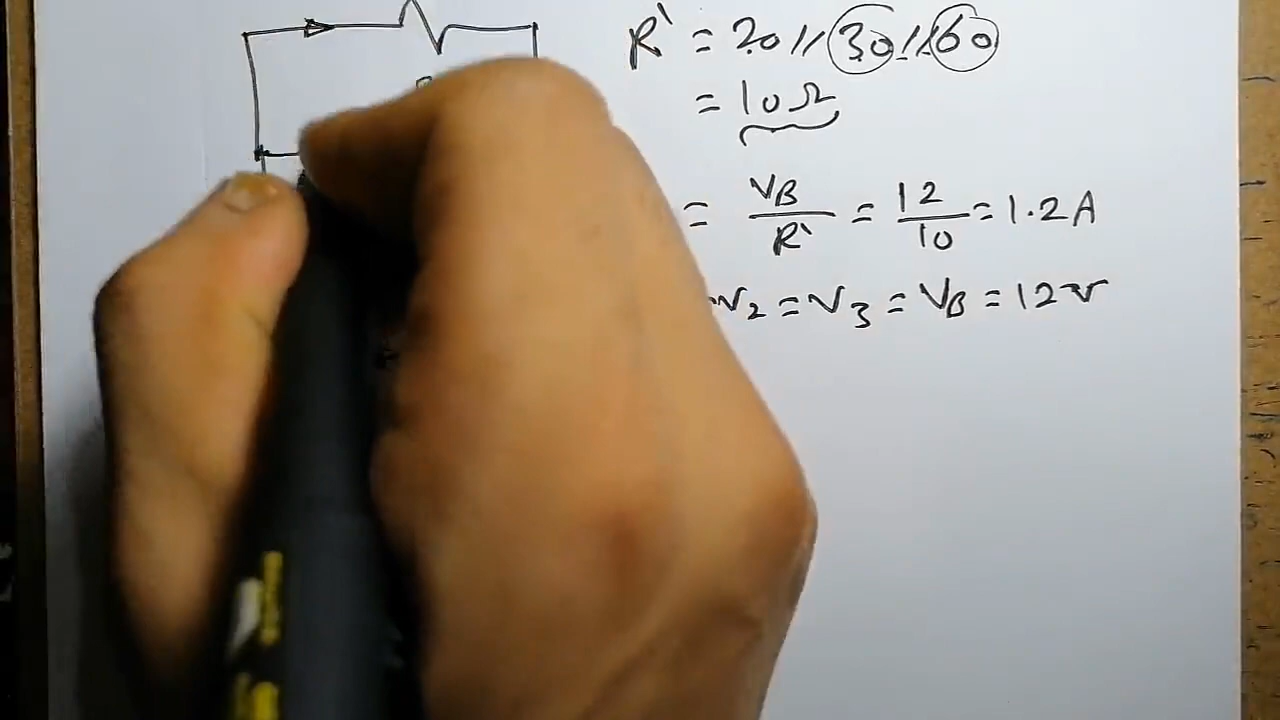 R' = 20 // 30 // 60
= 10 Ω
= VB / R' = 12 / 10 = 1.2 A
V2 = V3 = VB = 12 v